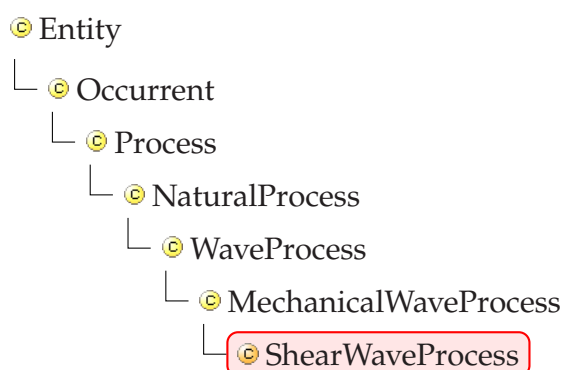 Entity
Occurrent
Process
NaturalProcess
WaveProcess
MechanicalWaveProcess
ShearWaveProcess